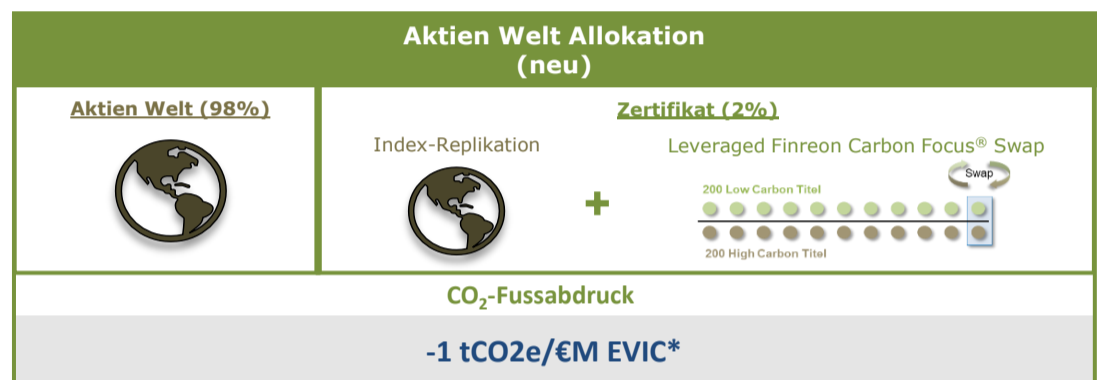 Aktien Welt Allokation
(neu)
Aktien Welt (98%)
Zertifikat (2%)
Index-Replikation
+
Leveraged Finreon Carbon Focus® Swap
Swap
200 Low Carbon Titel
200 High Carbon Titel
CO₂-Fussabdruck
-1 tCO2e/€M EVIC*